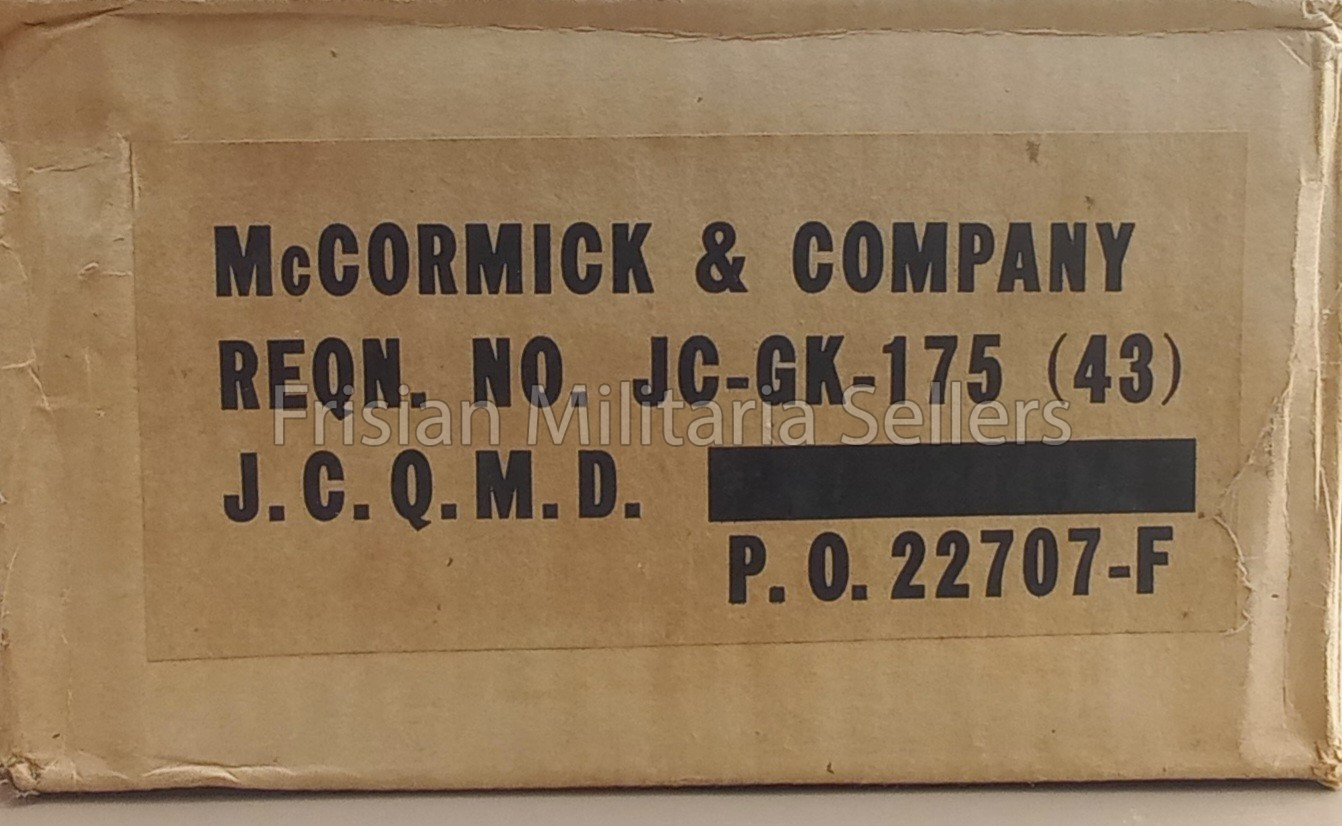 McCORMICK & COMPANY
REQN. NO. JC-GK-175 (43)
Frisian Militaria Sellers
J.C.Q.M.D.
P.O. 22707-F